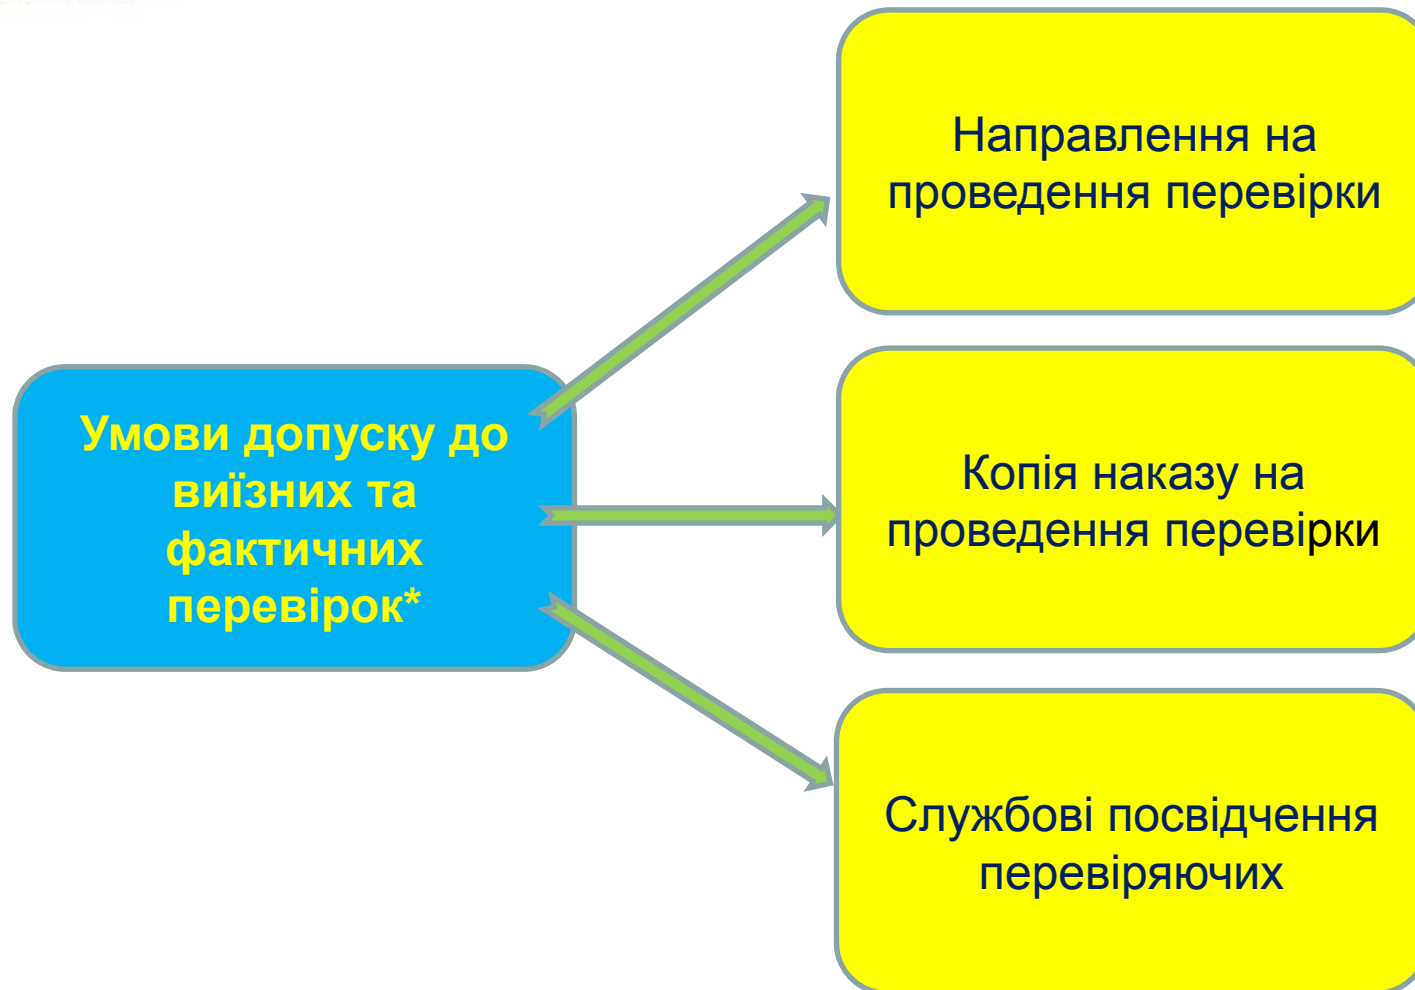 Направлення на
проведення перевірки
Умови допуску до
виїзних та
фактичних
перевірок*
Копія наказу на
проведення перевірки
Службові посвідчення
перевіряючих